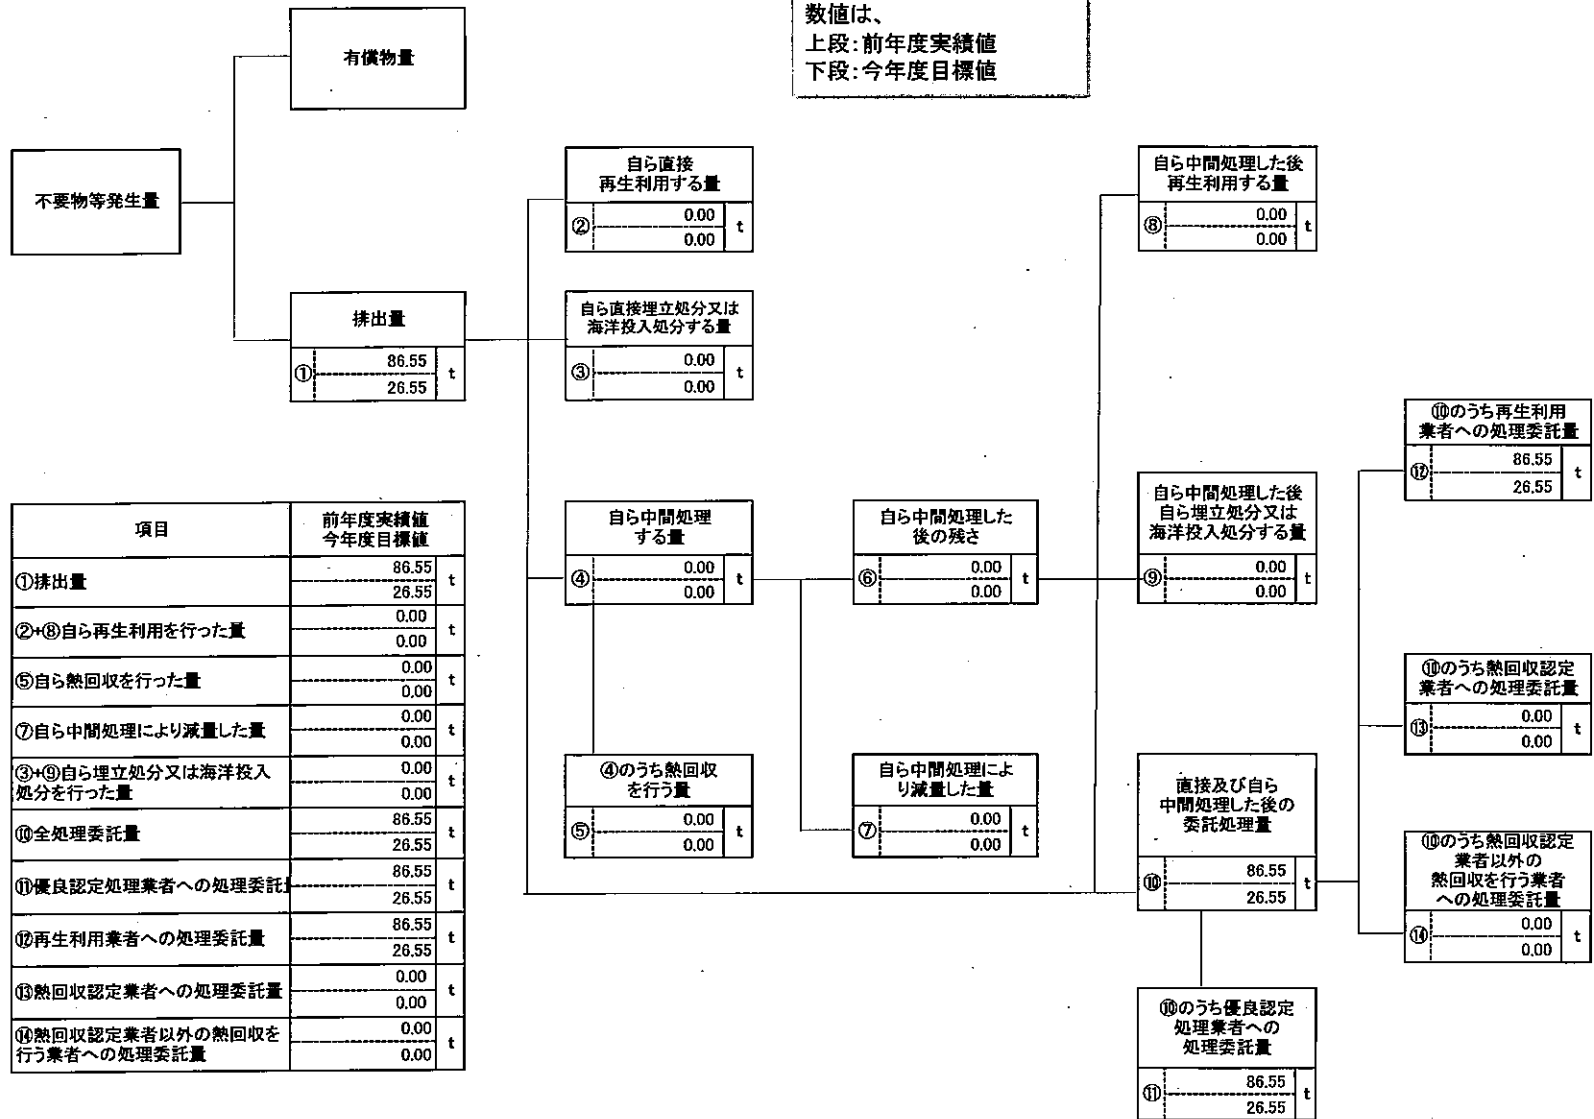 数値は、
上段:前年度実績値
下段:今年度目標値
有償物量
不要物等発生量
排出量
①
86.55
26.55
t
自ら直接
再生利用する量
②
0.00
0.00
t
自ら直接埋立処分又は
海洋投入処分する量
③
0.00
0.00
t
自ら中間処理
する量
④
0.00
0.00
t
④のうち熱回収
を行う量
⑤
0.00
0.00
t
自ら中間処理した
後の残さ
⑥
0.00
0.00
t
自ら中間処理によ
り減量した量
⑦
0.00
0.00
t
自ら中間処理した後
再生利用する量
⑧
0.00
0.00
t
自ら中間処理した後
自ら埋立処分又は
海洋投入処分する量
⑨
0.00
0.00
t
直接及び自ら
中間処理した後の
委託処理量
⑩
86.55
26.55
t
⑩のうち優良認定
処理業者への
処理委託量
⑪
86.55
26.55
t
⑩のうち再生利用
業者への処理委託量
⑫
86.55
26.55
t
⑩のうち熱回収認定
業者への処理委託量
⑬
0.00
0.00
t
⑩のうち熱回収認定
業者以外の
熱回収を行う業者
への処理委託量
⑭
0.00
0.00
t
項目
前年度実績値
今年度目標値
①排出量
86.55
26.55
t
②+⑧自ら再生利用を行った量
0.00
0.00
t
⑤自ら熱回収を行った量
0.00
0.00
t
⑦自ら中間処理により減量した量
0.00
0.00
t
③+⑨自ら埋立処分又は海洋投入
処分を行った量
0.00
0.00
t
⑩全処理委託量
86.55
26.55
t
⑪優良認定処理業者への処理委託
86.55
26.55
t
⑫再生利用業者への処理委託量
86.55
26.55
t
⑬熱回収認定業者への処理委託量
0.00
0.00
t
⑭熱回収認定業者以外の熱回収を
行う業者への処理委託量
0.00
0.00
t